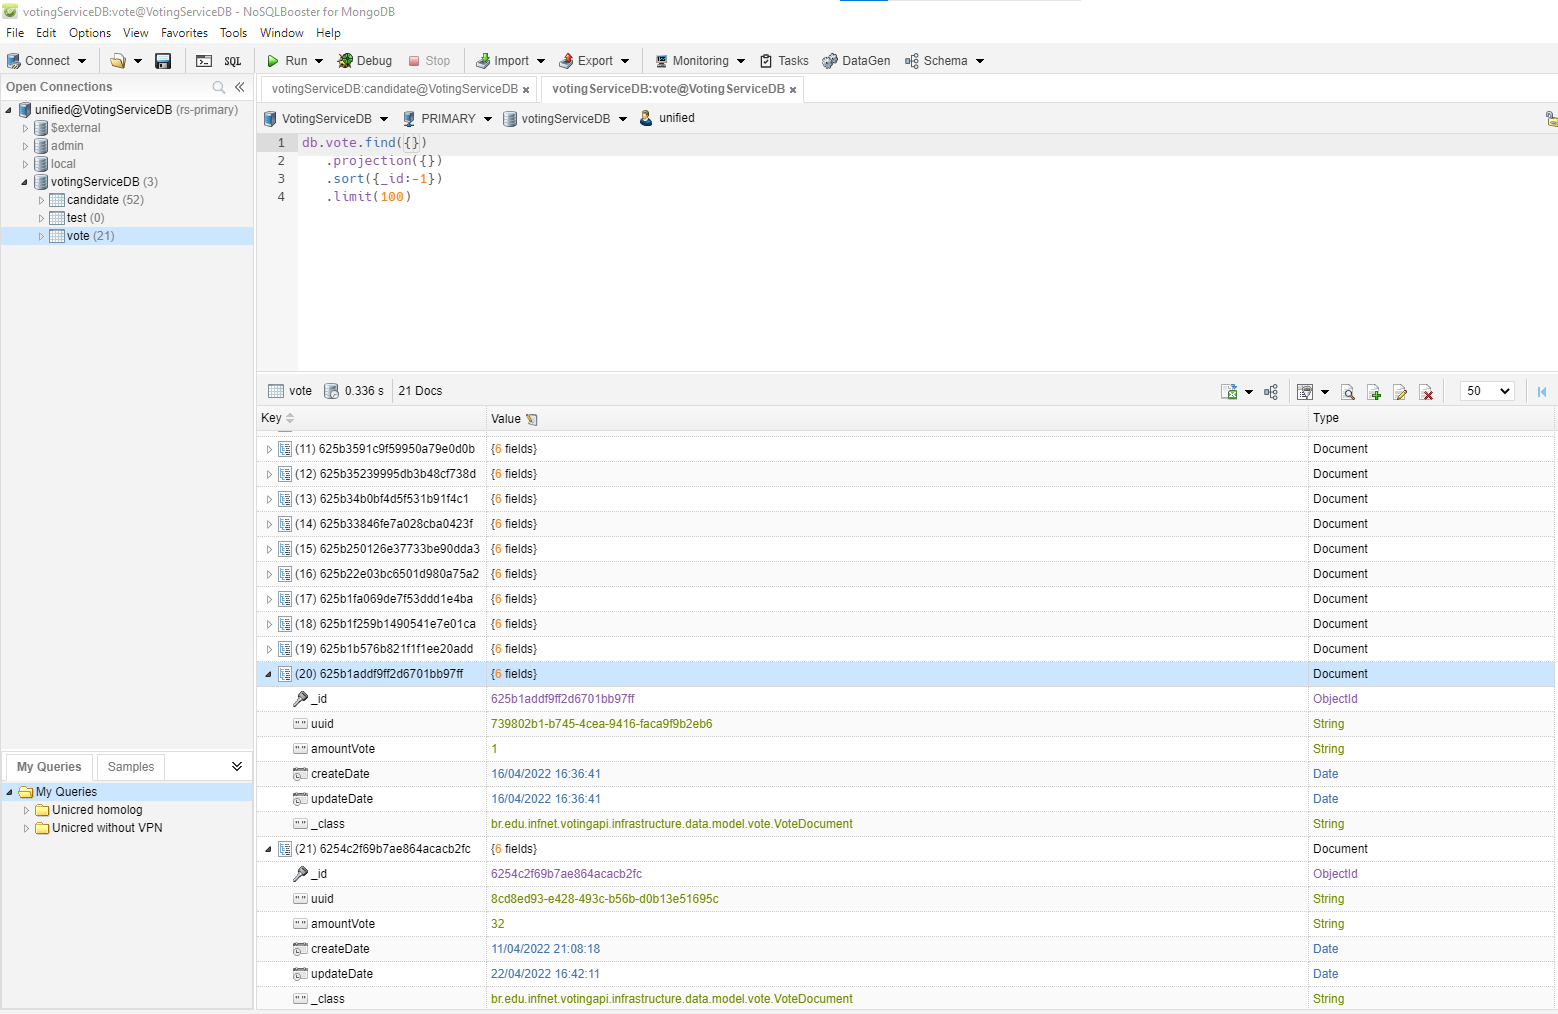 votingServiceDB:vote@VotingServiceDB - NoSQLBooster for MongoDB
File Edit Options View Favorites Tools Window Help
Connect SQL Run Debug Stop Import Export Monitoring Tasks DataGen Schema
Open Connections
votingServiceDB:candidate@VotingServiceDB × votingServiceDB:vote@VotingServiceDB ×
unified@VotingServiceDB (rs-primary)
$external
admin
local
votingServiceDB (3)
candidate (52)
test (0)
vote (21)
VotingServiceDB PRIMARY votingServiceDB unified
1 db.vote.find({})
2 .projection({})
3 .sort({_id:-1})
4 .limit(100)
vote 0.336 s 21 Docs 50
Key Value Type
(11) 625b3591c9f59950a79e0d0b {6 fields} Document
(12) 625b35239995db3b48cf738d {6 fields} Document
(13) 625b34b0bf4d5f531b91f4c1 {6 fields} Document
(14) 625b33846fe7a028cba0423f {6 fields} Document
(15) 625b250126e37733be90dda3 {6 fields} Document
(16) 625b22e03bc6501d980a75a2 {6 fields} Document
(17) 625b1fa069de7f53ddd1e4ba {6 fields} Document
(18) 625b1f259b1490541e7e01ca {6 fields} Document
(19) 625b1b576b821f1f1ee20add {6 fields} Document
(20) 625b1addf9ff2d6701bb97ff {6 fields} Document
_id 625b1addf9ff2d6701bb97ff ObjectId
uuid 739802b1-b745-4cea-9416-faca9f9b2eb6 String
amountVote 1 String
createDate 16/04/2022 16:36:41 Date
updateDate 16/04/2022 16:36:41 Date
_class br.edu.infnet.votingapi.infrastructure.data.model.vote.VoteDocument String
(21) 6254c2f69b7ae864acacb2fc {6 fields} Document
_id 6254c2f69b7ae864acacb2fc ObjectId
uuid 8cd8ed93-e428-493c-b56b-d0b13e51695c String
amountVote 32 String
createDate 11/04/2022 21:08:18 Date
updateDate 22/04/2022 16:42:11 Date
_class br.edu.infnet.votingapi.infrastructure.data.model.vote.VoteDocument String
My Queries Samples
My Queries
Unicred homolog
Unicred without VPN